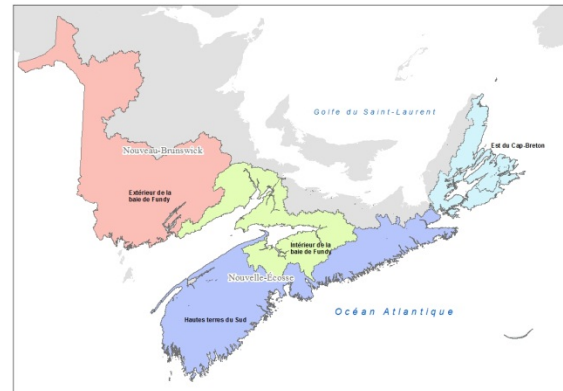 Golfe du Saint-Laurent
Est du Cap-Breton
Nouveau-Brunswick
Extérieur de la
baie de Fundy
Intérieur de la
baie de Fundy
Nouvelle-Écosse
Hautes terres du Sud
Océan Atlantique